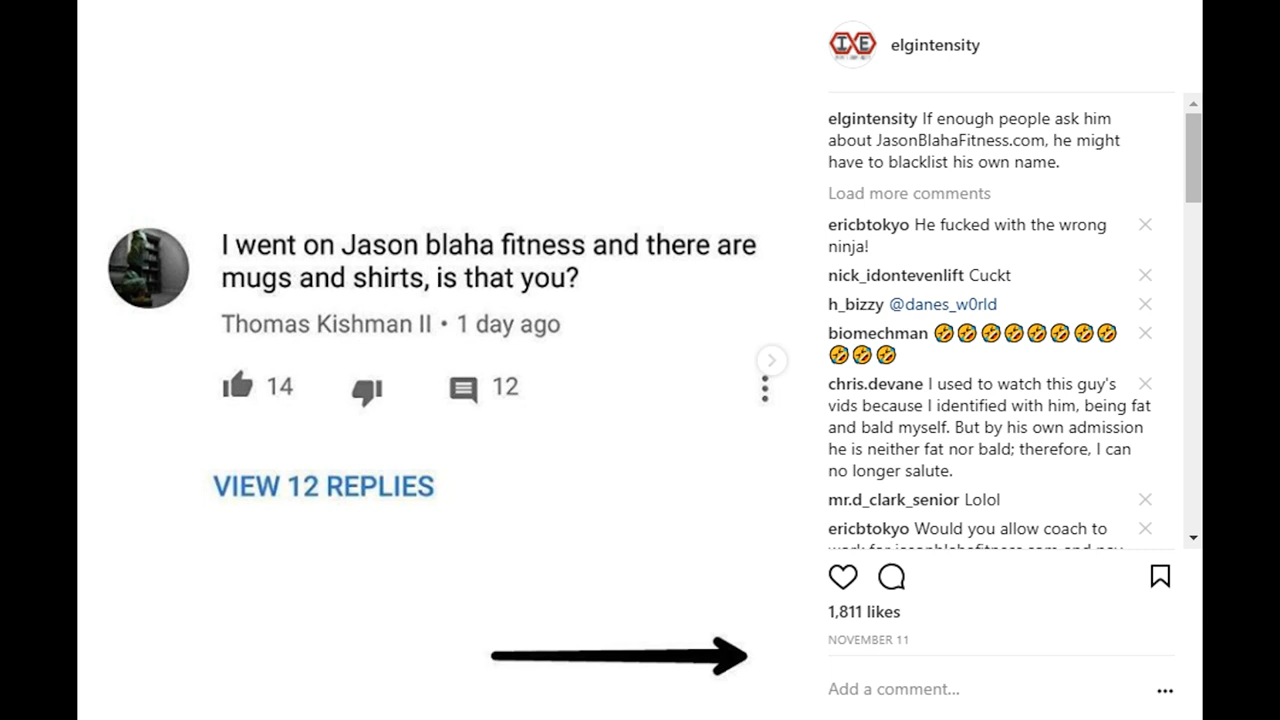 I went on Jason blaha fitness and there are
mugs and shirts, is that you?
Thomas Kishman II • 1 day ago
14
12
VIEW 12 REPLIES
IXE
elgintensity
elgintensity If enough people ask him
about JasonBlahaFitness.com, he might
have to blacklist his own name.
Load more comments
ericbtokyo He fucked with the wrong
ninja!
nick_idontevenlift Cuckt
h_bizzy @danes_w0rld
biomechman 🤣🤣🤣🤣🤣🤣🤣🤣
🤣🤣🤣
chris.devane I used to watch this guy's
vids because I identified with him, being fat
and bald myself. But by his own admission
he is neither fat nor bald; therefore, I can
no longer salute.
mr.d_clark_senior Lolol
ericbtokyo Would you allow coach to
1,811 likes
NOVEMBER 11
Add a comment...